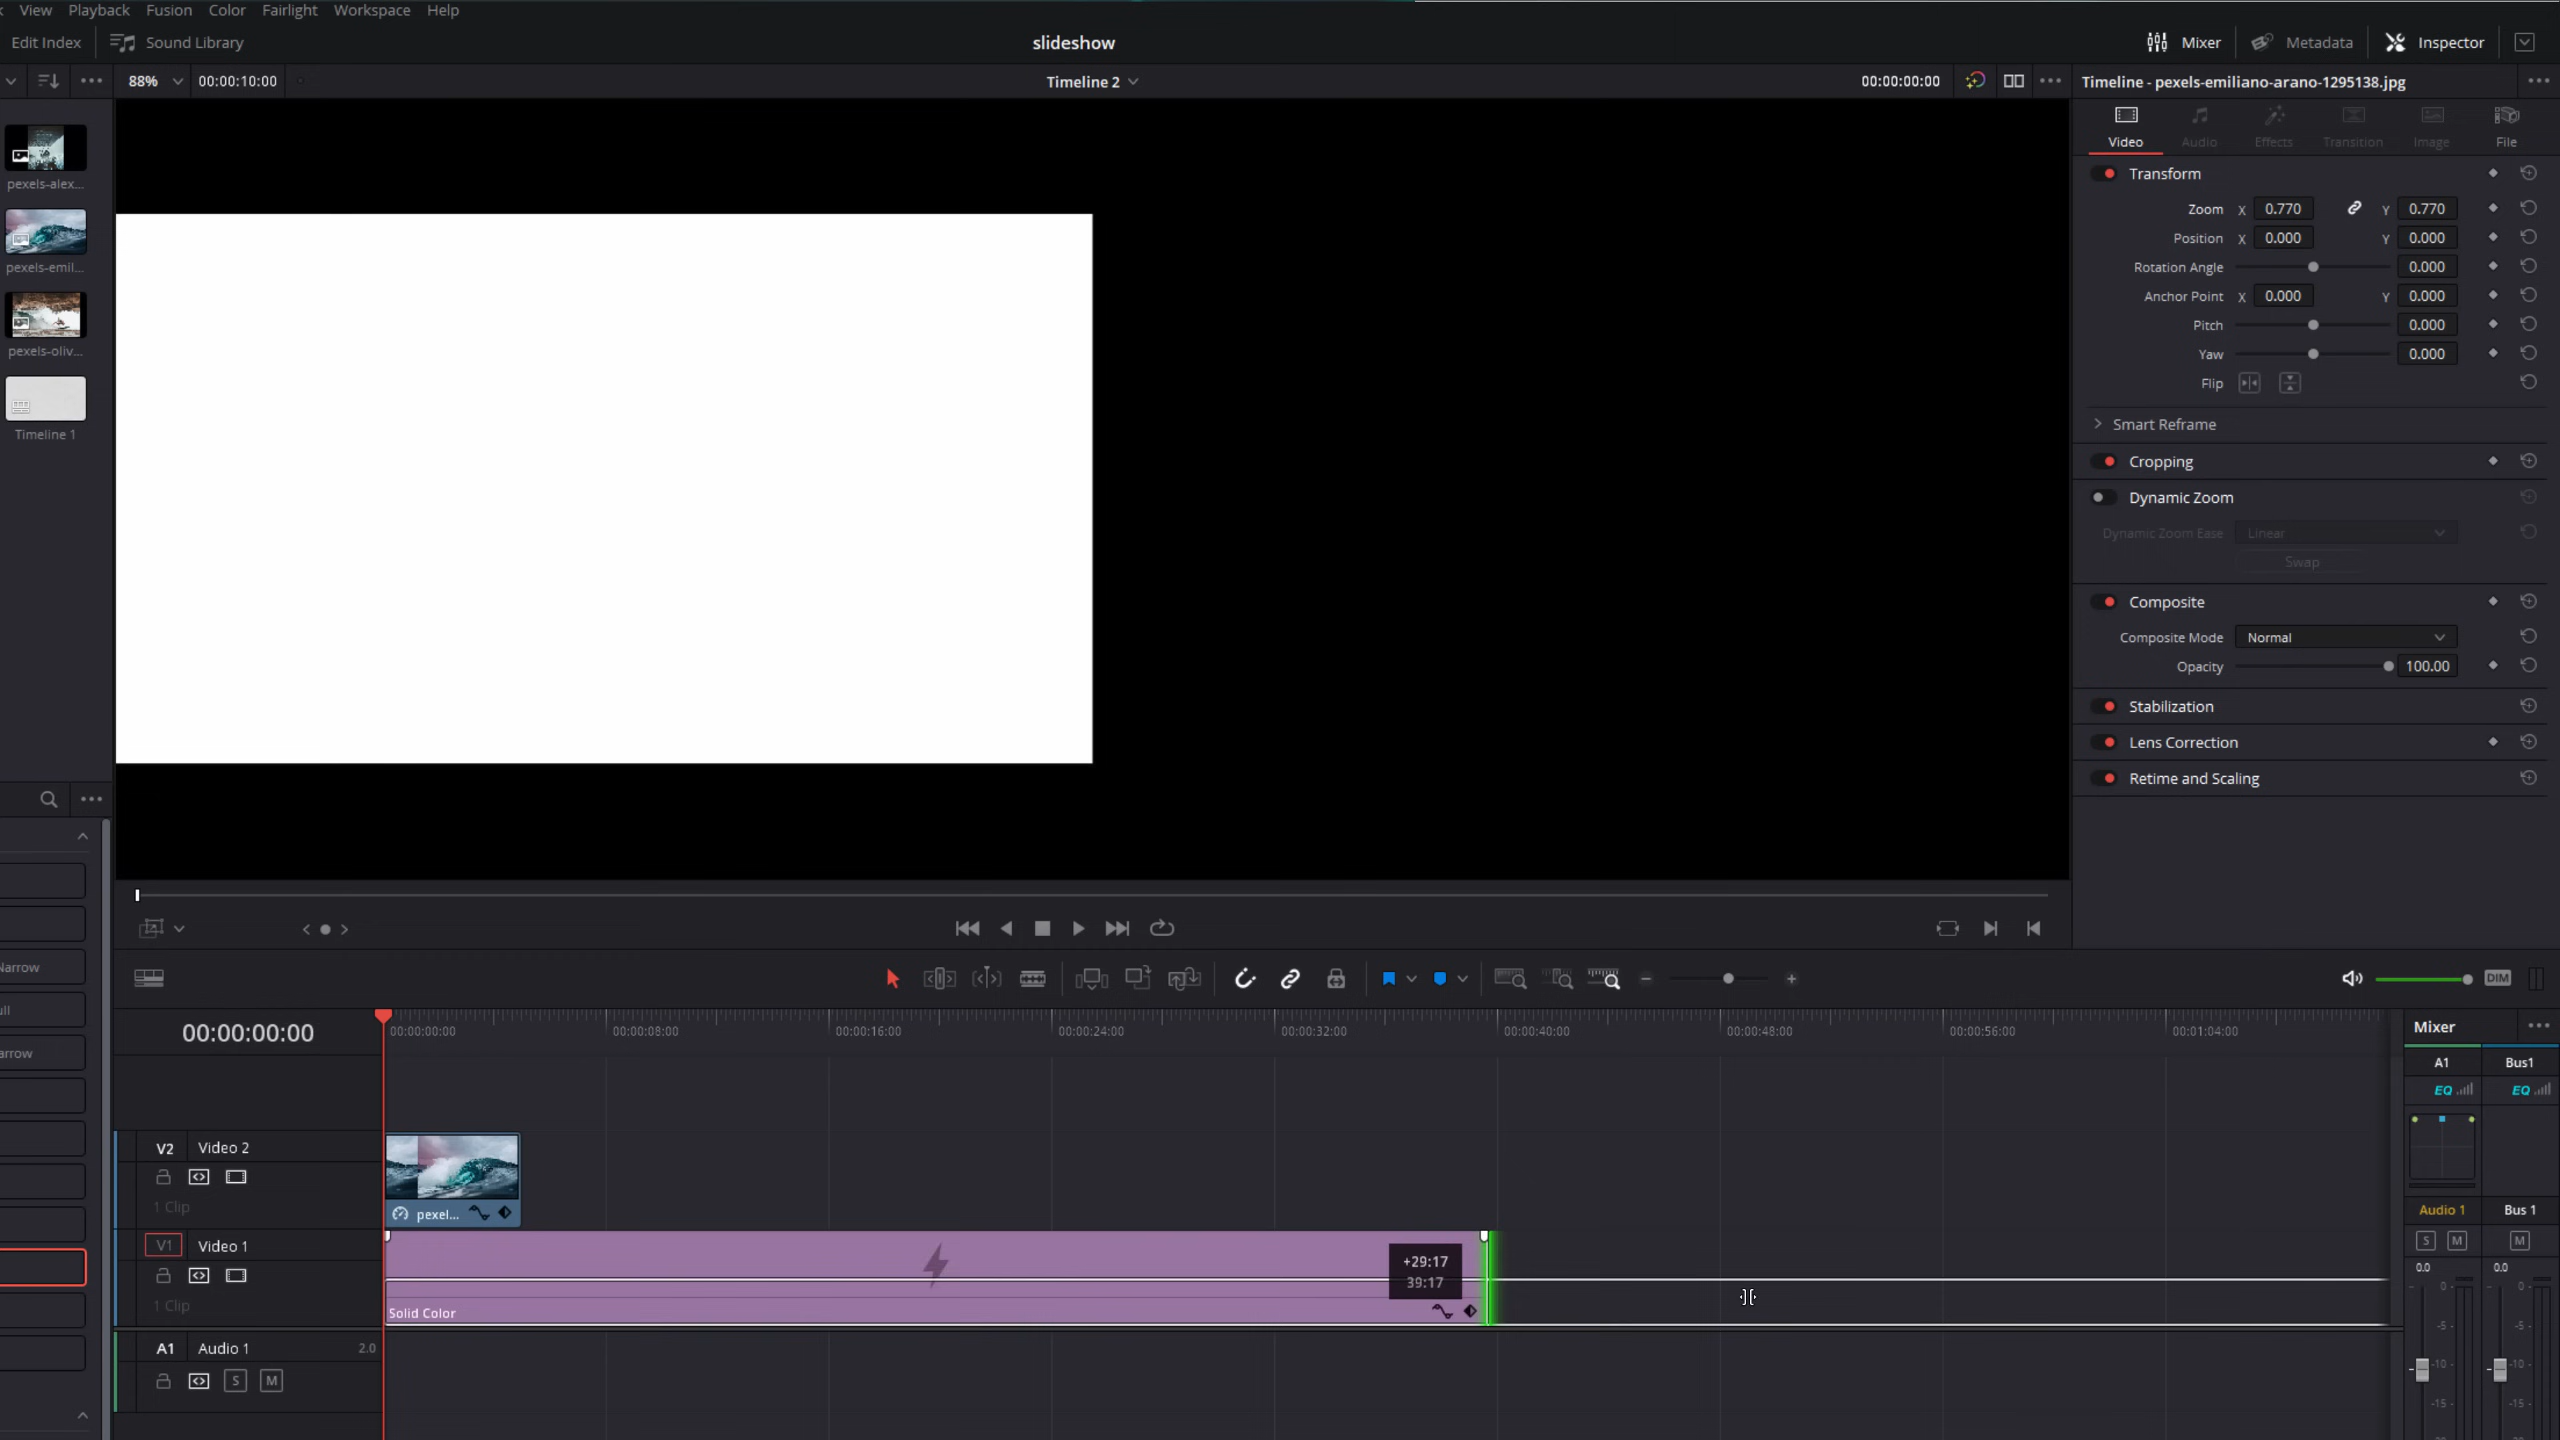 View Playback Fusion Color Fairlight Workspace Help
Edit Index Sound Library slideshow Mixer Metadata Inspector
88% 00:00:10:00 Timeline 2 00:00:00:00 Timeline - pexels-emiliano-arano-1295138.jpg
Video Audio Effects Transition Image File
pexels-alex...
pexels-emil...
pexels-oliv...
Timeline 1
Transform
Zoom X 0.770 Y 0.770
Position X 0.000 Y 0.000
Rotation Angle 0.000
Anchor Point X 0.000 Y 0.000
Pitch 0.000
Yaw 0.000
Flip
Smart Reframe
Cropping
Dynamic Zoom
Dynamic Zoom Ease Linear
Swap
Composite
Composite Mode Normal
Opacity 100.00
Stabilization
Lens Correction
Retime and Scaling
DIM
00:00:00:00 00:00:00:00 00:00:08:00 00:00:16:00 00:00:24:00 00:00:32:00 00:00:40:00 00:00:48:00 00:00:56:00 00:01:04:00
V2 Video 2
1 Clip
pexel...
V1 Video 1
1 Clip
+29:17
39:17
Solid Color
A1 Audio 1 2.0
S M
Mixer
A1 Bus1
EQ EQ
Audio 1 Bus 1
S M M
0.0 0.0
0
-5
-10
-15